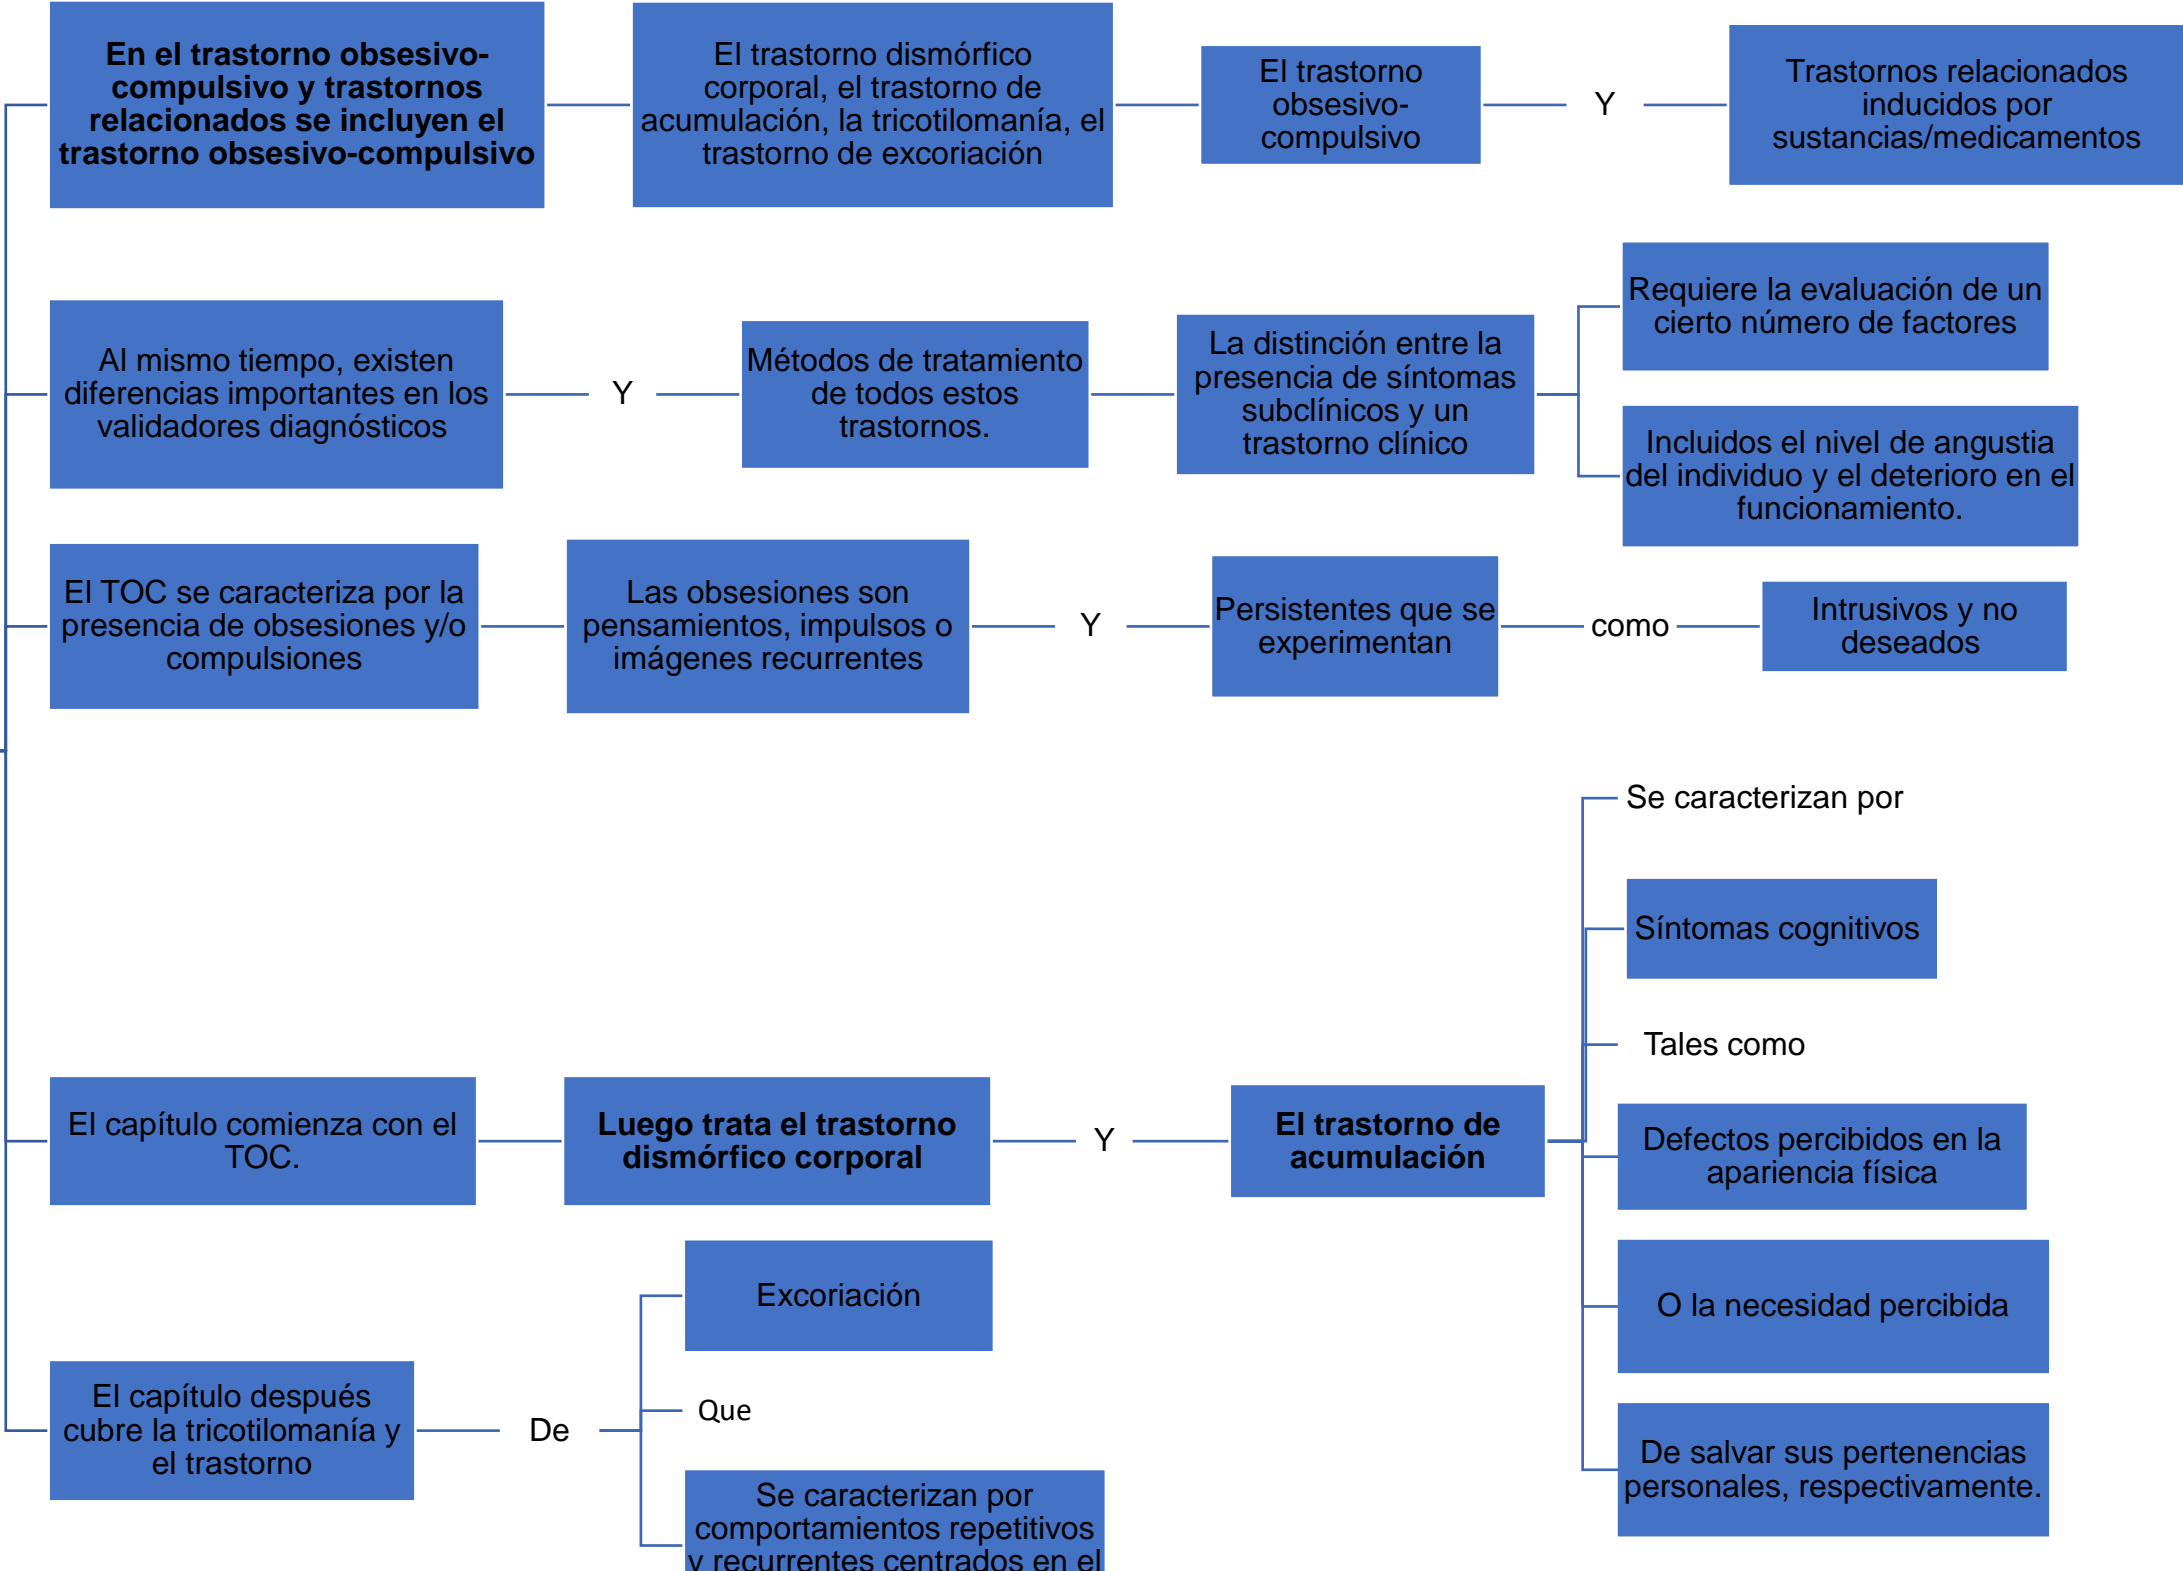 En el trastorno obsesivo-
compulsivo y trastornos
relacionados se incluyen el
trastorno obsesivo-compulsivo
El trastorno dismórfico
corporal, el trastorno de
acumulación, la tricotilomanía, el
trastorno de excoriación
El trastorno
obsesivo-
compulsivo
Y
Trastornos relacionados
inducidos por
sustancias/medicamentos
Al mismo tiempo, existen
diferencias importantes en los
validadores diagnósticos
Y
Métodos de tratamiento
de todos estos
trastornos.
La distinción entre la
presencia de síntomas
subclínicos y un
trastorno clínico
Requiere la evaluación de un
cierto número de factores
Incluidos el nivel de angustia
del individuo y el deterioro en el
funcionamiento.
El TOC se caracteriza por la
presencia de obsesiones y/o
compulsiones
Las obsesiones son
pensamientos, impulsos o
imágenes recurrentes
Y
Persistentes que se
experimentan
como
Intrusivos y no
deseados
El capítulo comienza con el
TOC.
Luego trata el trastorno
dismórfico corporal
Y
El trastorno de
acumulación
Se caracterizan por
Síntomas cognitivos
Tales como
Defectos percibidos en la
apariencia física
O la necesidad percibida
De salvar sus pertenencias
personales, respectivamente.
El capítulo después
cubre la tricotilomanía y
el trastorno
De
Excoriación
Que
Se caracterizan por
comportamientos repetitivos
y recurrentes centrados en el